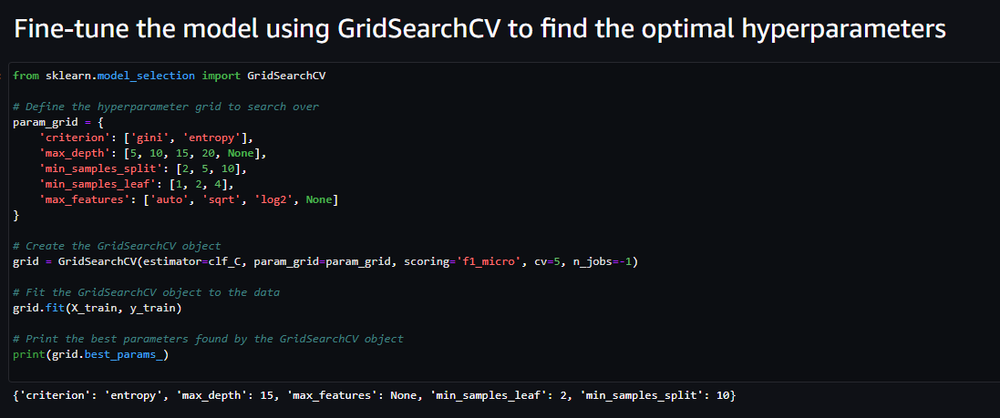 Fine-tune the model using GridSearchCV to find the optimal hyperparameters
from sklearn.model_selection import GridSearchCV
# Define the hyperparameter grid to search over
param_grid = {
    'criterion': ['gini', 'entropy'],
    'max_depth': [5, 10, 15, 20, None],
    'min_samples_split': [2, 5, 10],
    'min_samples_leaf': [1, 2, 4],
    'max_features': ['auto', 'sqrt', 'log2', None]
}
# Create the GridSearchCV object
grid = GridSearchCV(estimator=clf_C, param_grid=param_grid, scoring='f1_micro', cv=5, n_jobs=-1)
# Fit the GridSearchCV object to the data
grid.fit(X_train, y_train)
# Print the best parameters found by the GridSearchCV object
print(grid.best_params_)
{'criterion': 'entropy', 'max_depth': 15, 'max_features': None, 'min_samples_leaf': 2, 'min_samples_split': 10}